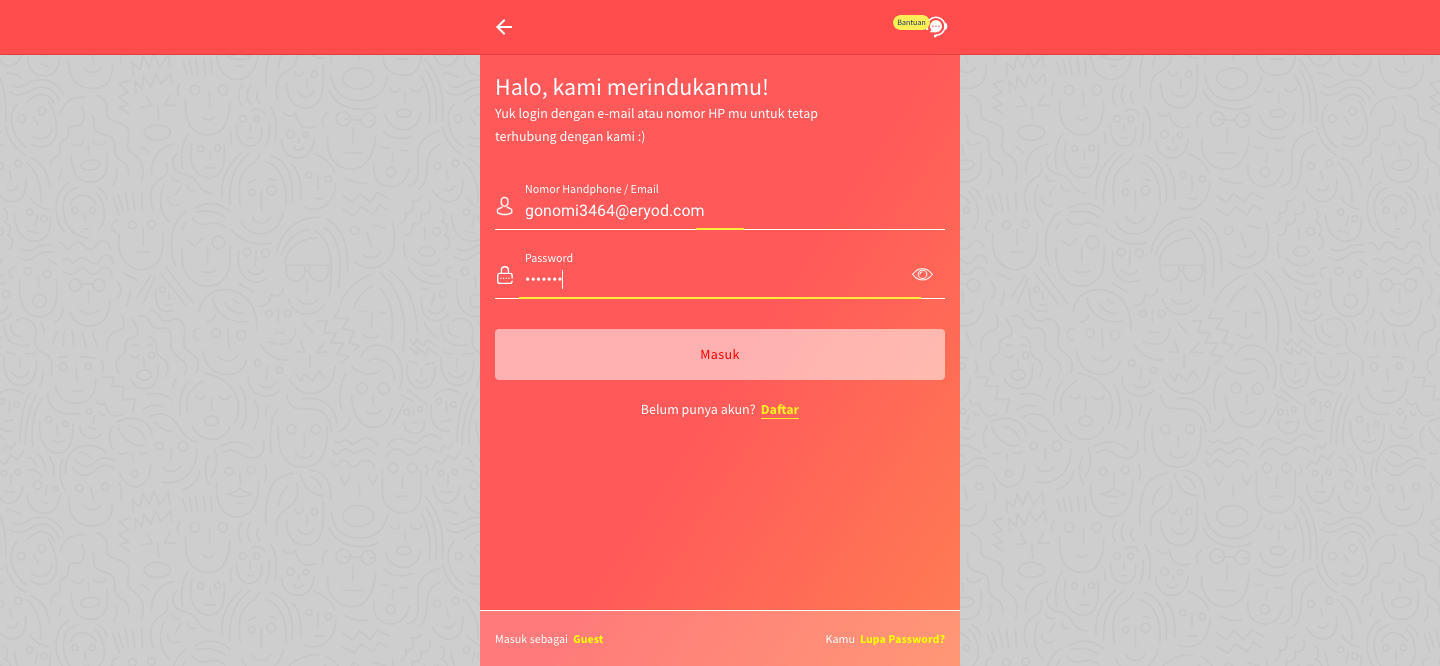 Bantuan
Halo, kami merindukanmu!
Yuk login dengan e-mail atau nomor HP mu untuk tetap
terhubung dengan kami :)
Nomor Handphone / Email
gonomi3464@eryod.com
Password
•••••••
Masuk
Belum punya akun? Daftar
Masuk sebagai Guest
Kamu Lupa Password?